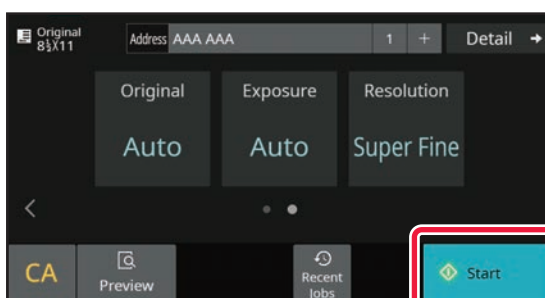 Original
8½X11
Address AAA AAA 1 + Detail
Original Exposure Resolution
Auto Auto Super Fine
CA
Preview
Recent
Jobs
Start